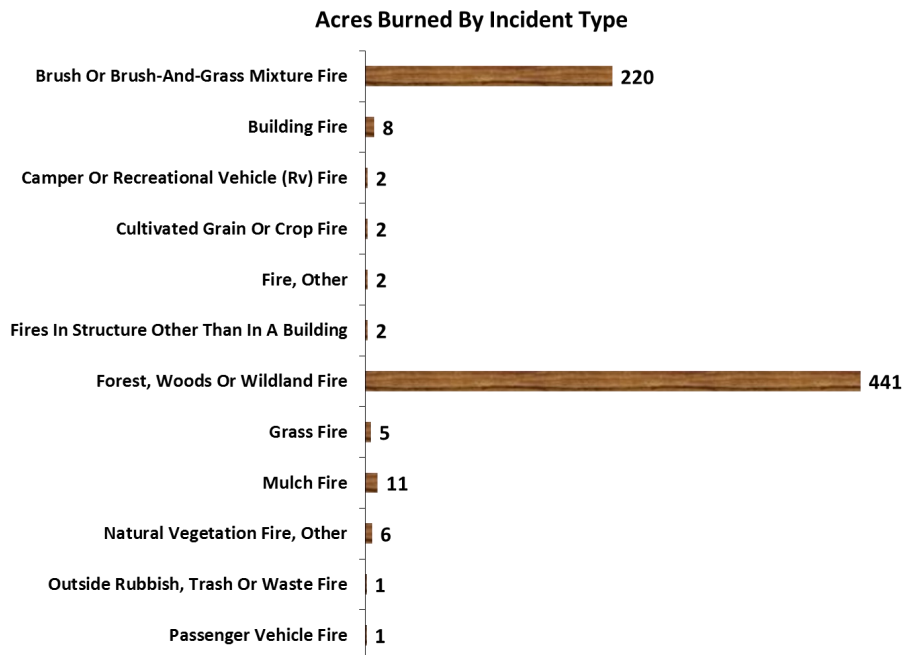 Acres Burned By Incident Type
Brush Or Brush-And-Grass Mixture Fire 220
Building Fire 8
Camper Or Recreational Vehicle (Rv) Fire 2
Cultivated Grain Or Crop Fire 2
Fire, Other 2
Fires In Structure Other Than In A Building 2
Forest, Woods Or Wildland Fire 441
Grass Fire 5
Mulch Fire 11
Natural Vegetation Fire, Other 6
Outside Rubbish, Trash Or Waste Fire 1
Passenger Vehicle Fire 1